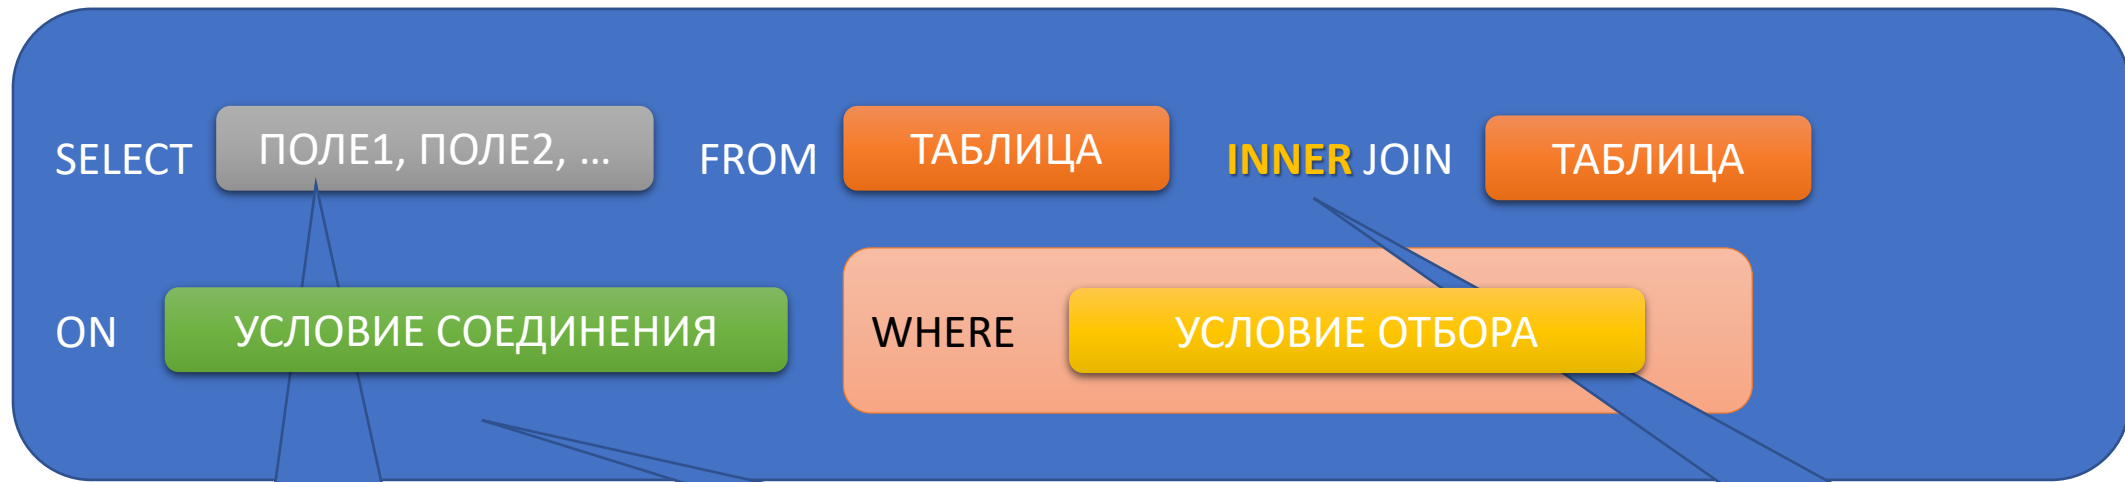 SELECT ПОЛЕ1, ПОЛЕ2, ... FROM ТАБЛИЦА INNER JOIN ТАБЛИЦА
ON УСЛОВИЕ СОЕДИНЕНИЯ WHERE УСЛОВИЕ ОТБОРА